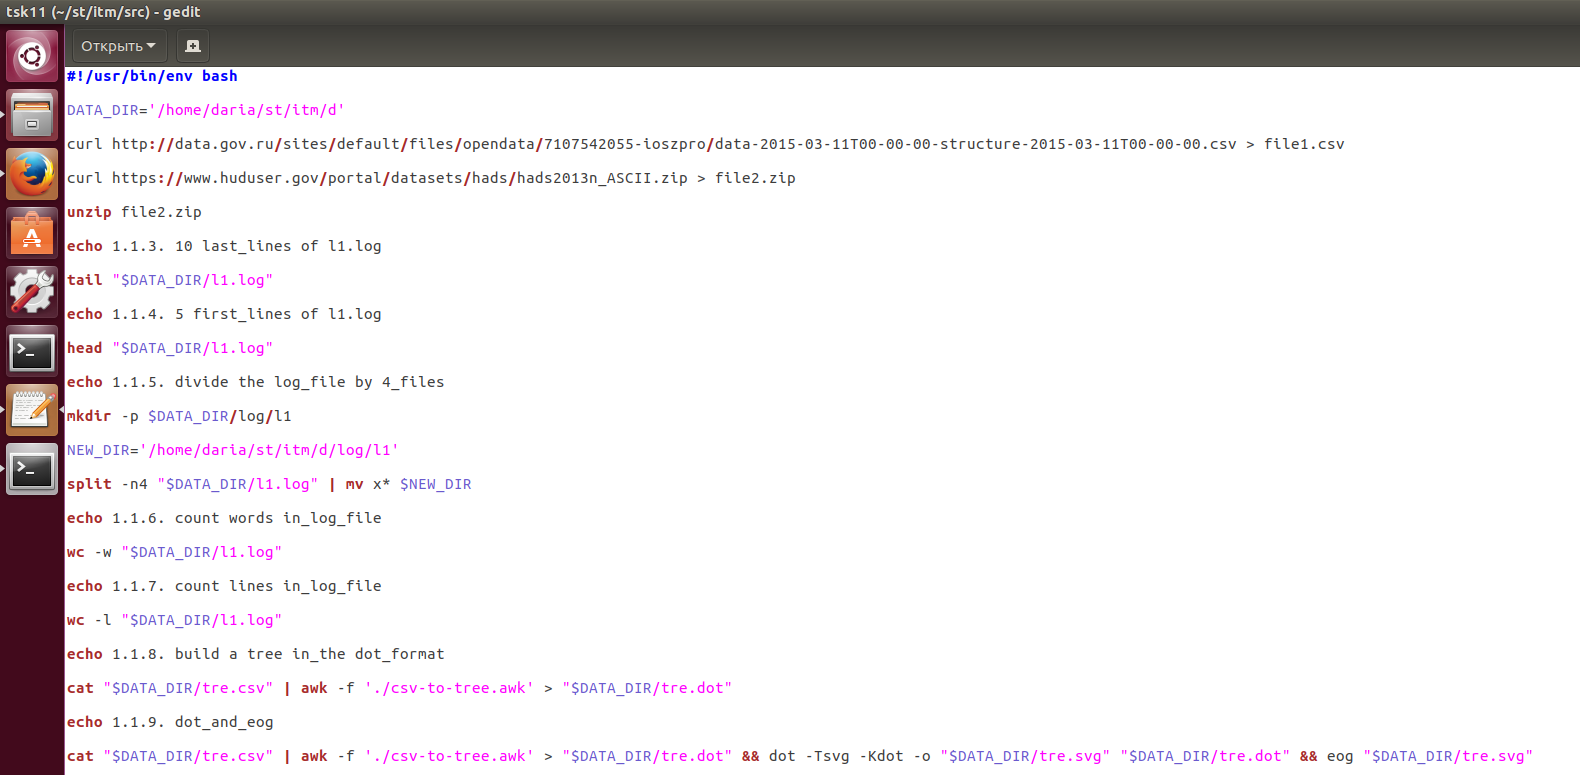 tsk11 (~/st/itm/src) - gedit
Открыть
#!/usr/bin/env bash
DATA_DIR='/home/daria/st/itm/d'
curl http://data.gov.ru/sites/default/files/opendata/7107542055-ioszpro/data-2015-03-11T00-00-00-structure-2015-03-11T00-00-00.csv > file1.csv
curl https://www.huduser.gov/portal/datasets/hads/hads2013n_ASCII.zip > file2.zip
unzip file2.zip
echo 1.1.3. 10 last_lines of l1.log
tail "$DATA_DIR/l1.log"
echo 1.1.4. 5 first_lines of l1.log
head "$DATA_DIR/l1.log"
echo 1.1.5. divide the log_file by 4_files
mkdir -p $DATA_DIR/log/l1
NEW_DIR='/home/daria/st/itm/d/log/l1'
split -n4 "$DATA_DIR/l1.log" | mv x* $NEW_DIR
echo 1.1.6. count words in_log_file
wc -w "$DATA_DIR/l1.log"
echo 1.1.7. count lines in_log_file
wc -l "$DATA_DIR/l1.log"
echo 1.1.8. build a tree in_the dot_format
cat "$DATA_DIR/tre.csv" | awk -f './csv-to-tree.awk' > "$DATA_DIR/tre.dot"
echo 1.1.9. dot_and_eog
cat "$DATA_DIR/tre.csv" | awk -f './csv-to-tree.awk' > "$DATA_DIR/tre.dot" && dot -Tsvg -Kdot -o "$DATA_DIR/tre.svg" "$DATA_DIR/tre.dot" && eog "$DATA_DIR/tre.svg"